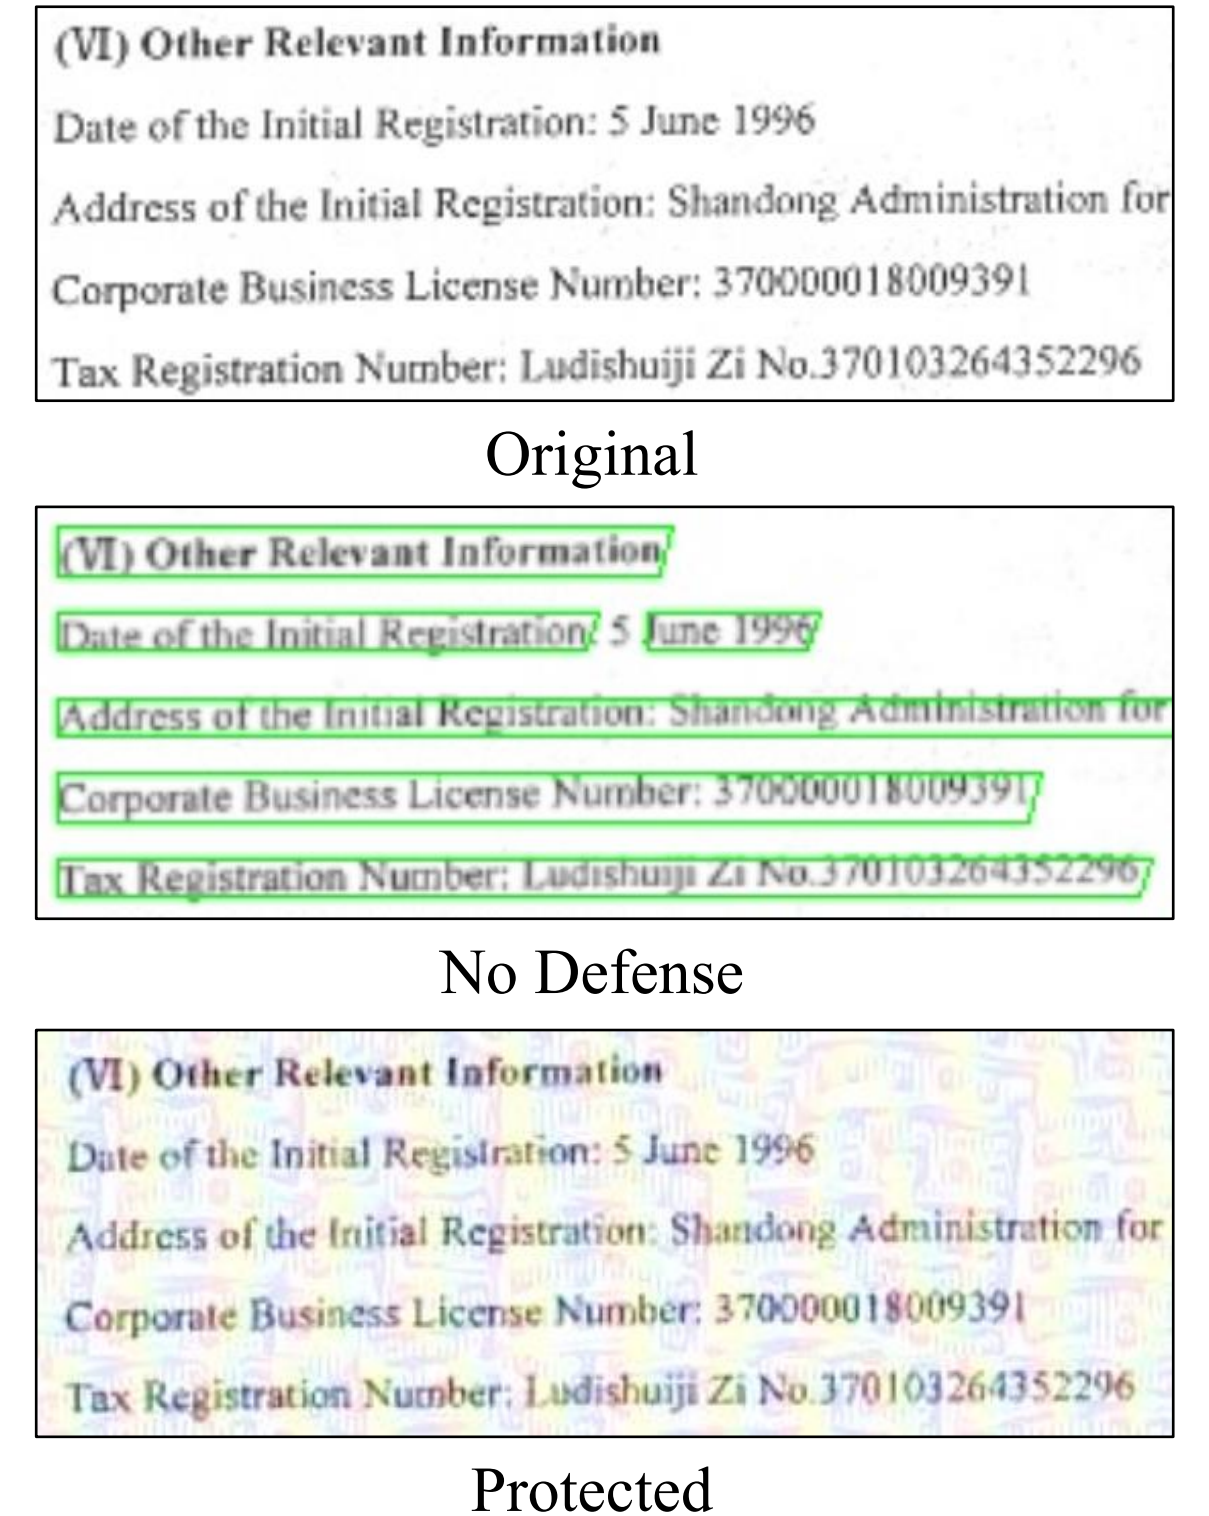 (VI) Other Relevant Information
Date of the Initial Registration: 5 June 1996
Address of the Initial Registration: Shandong Administration for
Corporate Business License Number: 370000018009391
Tax Registration Number: Ludishuiji Zi No.370103264352296
Original
(VI) Other Relevant Information
Date of the Initial Registration: 5 June 1996
Address of the Initial Registration: Shandong Administration for
Corporate Business License Number: 370000018009391
Tax Registration Number: Ludishuiji Zi No.370103264352296
No Defense
(VI) Other Relevant Information
Date of the Initial Registration: 5 June 1996
Address of the Initial Registration: Shandong Administration for
Corporate Business License Number: 370000018009391
Tax Registration Number: Ludishuiji Zi No.370103264352296
Protected